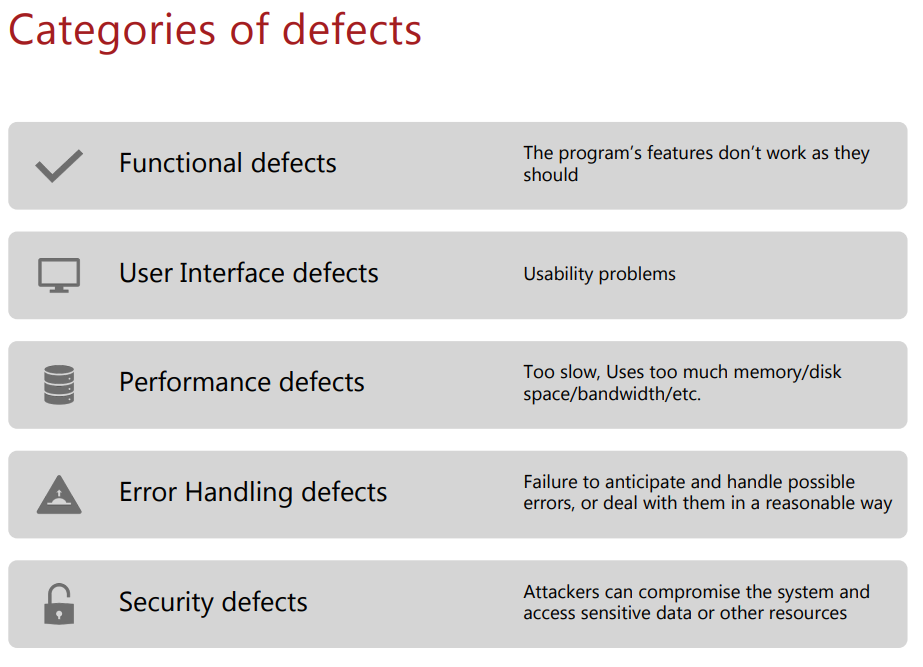 Categories of defects
Functional defects
The program’s features don’t work as they
should
User Interface defects
Usability problems
Performance defects
Too slow, Uses too much memory/disk
space/bandwidth/etc.
Error Handling defects
Failure to anticipate and handle possible
errors, or deal with them in a reasonable way
Security defects
Attackers can compromise the system and
access sensitive data or other resources